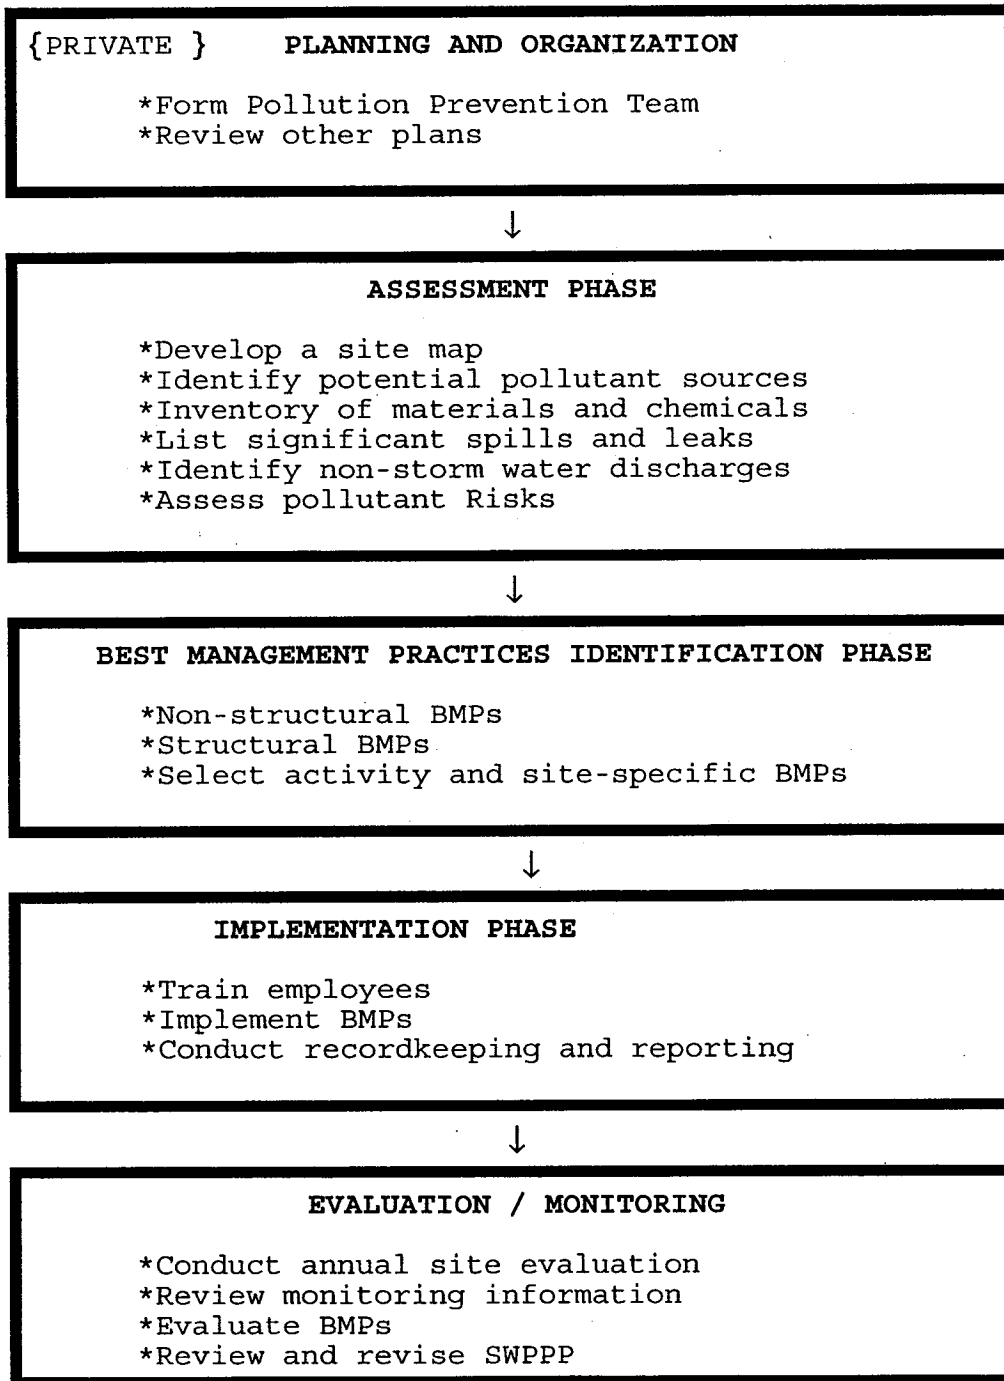 {PRIVATE } PLANNING AND ORGANIZATION
*Form Pollution Prevention Team
*Review other plans
↓
ASSESSMENT PHASE
*Develop a site map
*Identify potential pollutant sources
*Inventory of materials and chemicals
*List significant spills and leaks
*Identify non-storm water discharges
*Assess pollutant Risks
↓
BEST MANAGEMENT PRACTICES IDENTIFICATION PHASE
*Non-structural BMPs
*Structural BMPs
*Select activity and site-specific BMPs
↓
IMPLEMENTATION PHASE
*Train employees
*Implement BMPs
*Conduct recordkeeping and reporting
↓
EVALUATION / MONITORING
*Conduct annual site evaluation
*Review monitoring information
*Evaluate BMPs
*Review and revise SWPPP